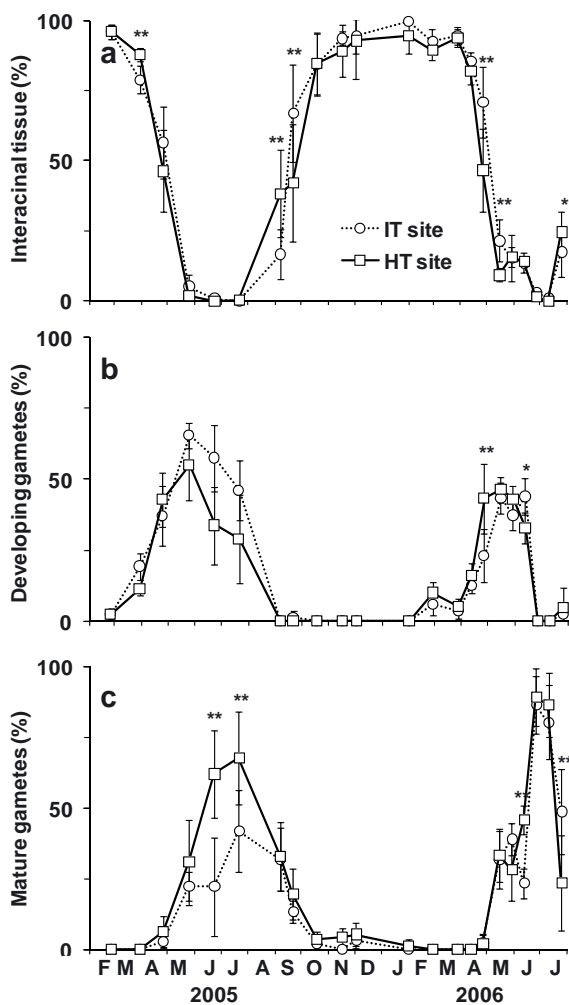 100
a
**
**
**
**
**
*
50
0
Interacinal tissue (%)
IT site
HT site
100
b
**
*
50
0
Developing gametes (%)
100
c
**
**
**
**
50
0
Mature gametes (%)
F M A M J J A S O N D J F M A M J J
2005 2006